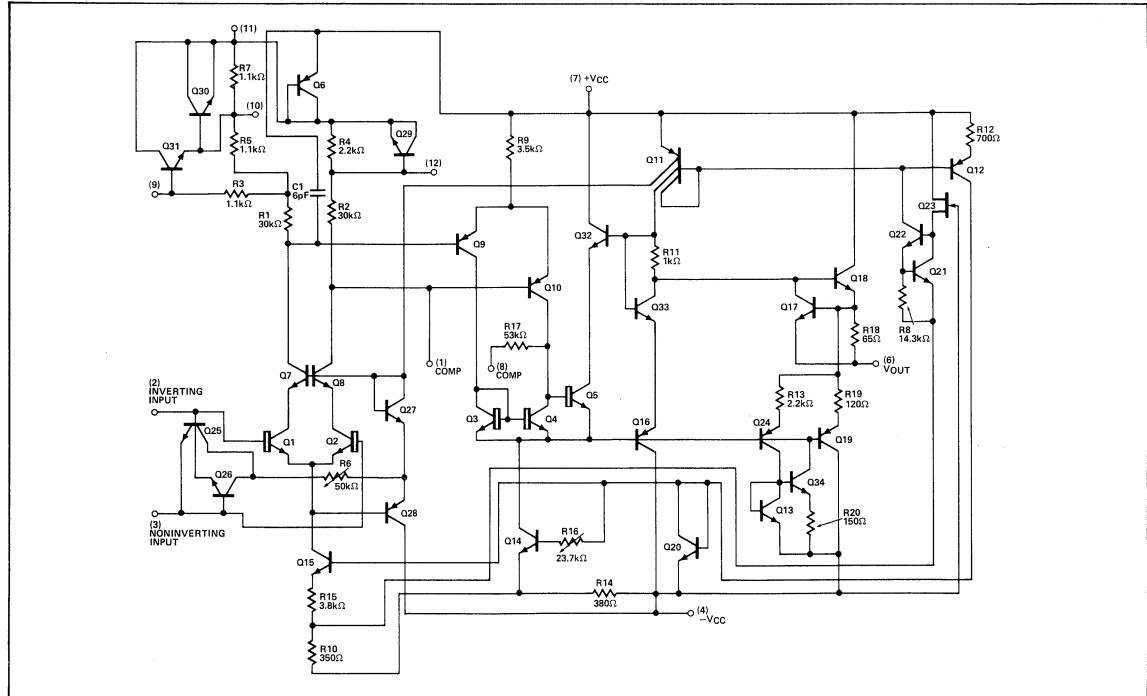 (11)
R7
1.1kΩ
Q30
(10)
Q31
R5
1.1kΩ
(9)
R3
1.1kΩ
R1
30kΩ
C1
6pF
Q6
R4
2.2kΩ
Q29
(12)
R2
30kΩ
(7) +VCC
R9
3.5kΩ
Q11
R12
700Ω
Q12
Q23
Q22
Q21
R8
14.3kΩ
Q9
Q32
R11
1kΩ
Q10
Q33
Q18
Q17
R18
65Ω
(6)
VOUT
R17
53kΩ
(8)
COMP
(1)
COMP
Q7
Q8
Q27
Q3
Q4
Q5
Q16
R13
2.2kΩ
R19
120Ω
Q24
Q19
(2)
INVERTING
INPUT
Q25
Q1
Q2
Q26
R6
50kΩ
(3)
NONINVERTING
INPUT
Q28
Q34
Q13
R20
150Ω
Q15
Q14
R16
23.7kΩ
Q20
R15
3.8kΩ
R14
380Ω
(4)
−VCC
R10
350Ω